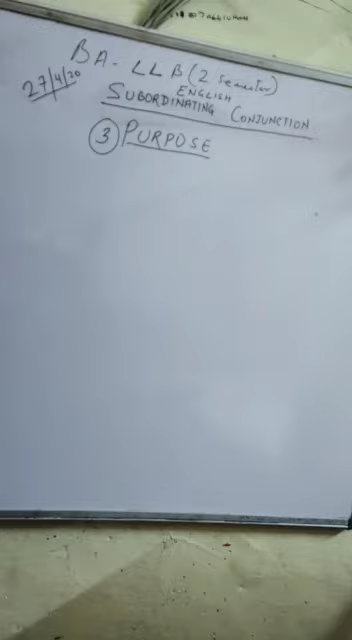 BA - LLB (2 Semester)
27/4/20
ENGLISH
SUBORDINATING CONJUNCTION
3 PURPOSE